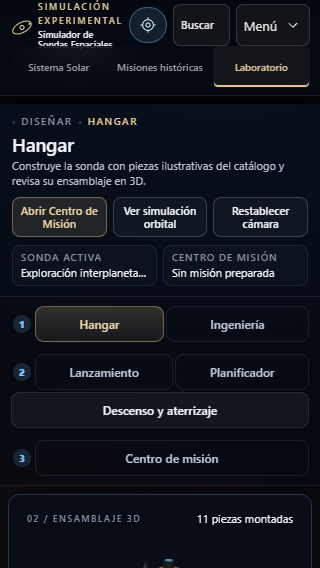 SIMULACIÓN
EXPERIMENTAL
Simulador de
Sondas Espaciales
Buscar
Menú
Sistema Solar
Misiones históricas
Laboratorio
› DISEÑAR › HANGAR
Hangar
Construye la sonda con piezas ilustrativas del catálogo y
revisa su ensamblaje en 3D.
Abrir Centro de
Misión
Ver simulación
orbital
Restablecer
cámara
SONDA ACTIVA
Exploración interplaneta...
CENTRO DE MISIÓN
Sin misión preparada
1
Hangar
Ingeniería
2
Lanzamiento
Planificador
Descenso y aterrizaje
3
Centro de misión
02 / ENSAMBLAJE 3D
11 piezas montadas